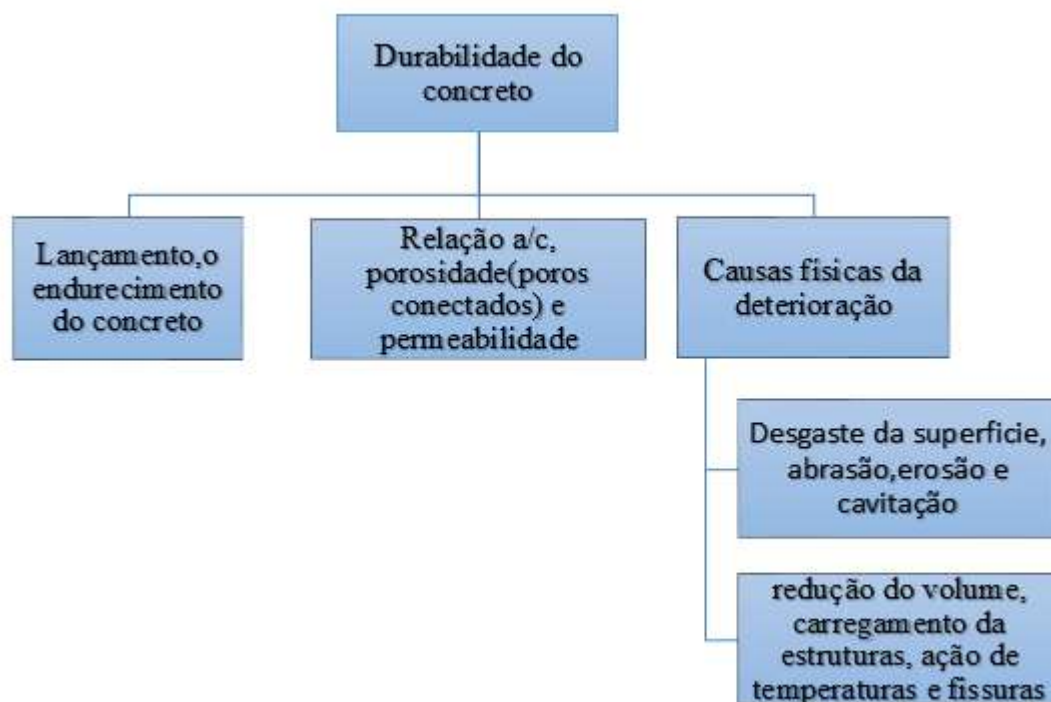 Durabilidade do
concreto
Lançamento,o
endurecimento
do concreto
Relação a/c,
porosidade(poros
conectados) e
permeabilidade
Causas físicas da
deterioração
Desgaste da superficie,
abrasão,erosão e
cavitação
redução do volume,
carregamento da
estruturas, ação de
temperaturas e fissuras